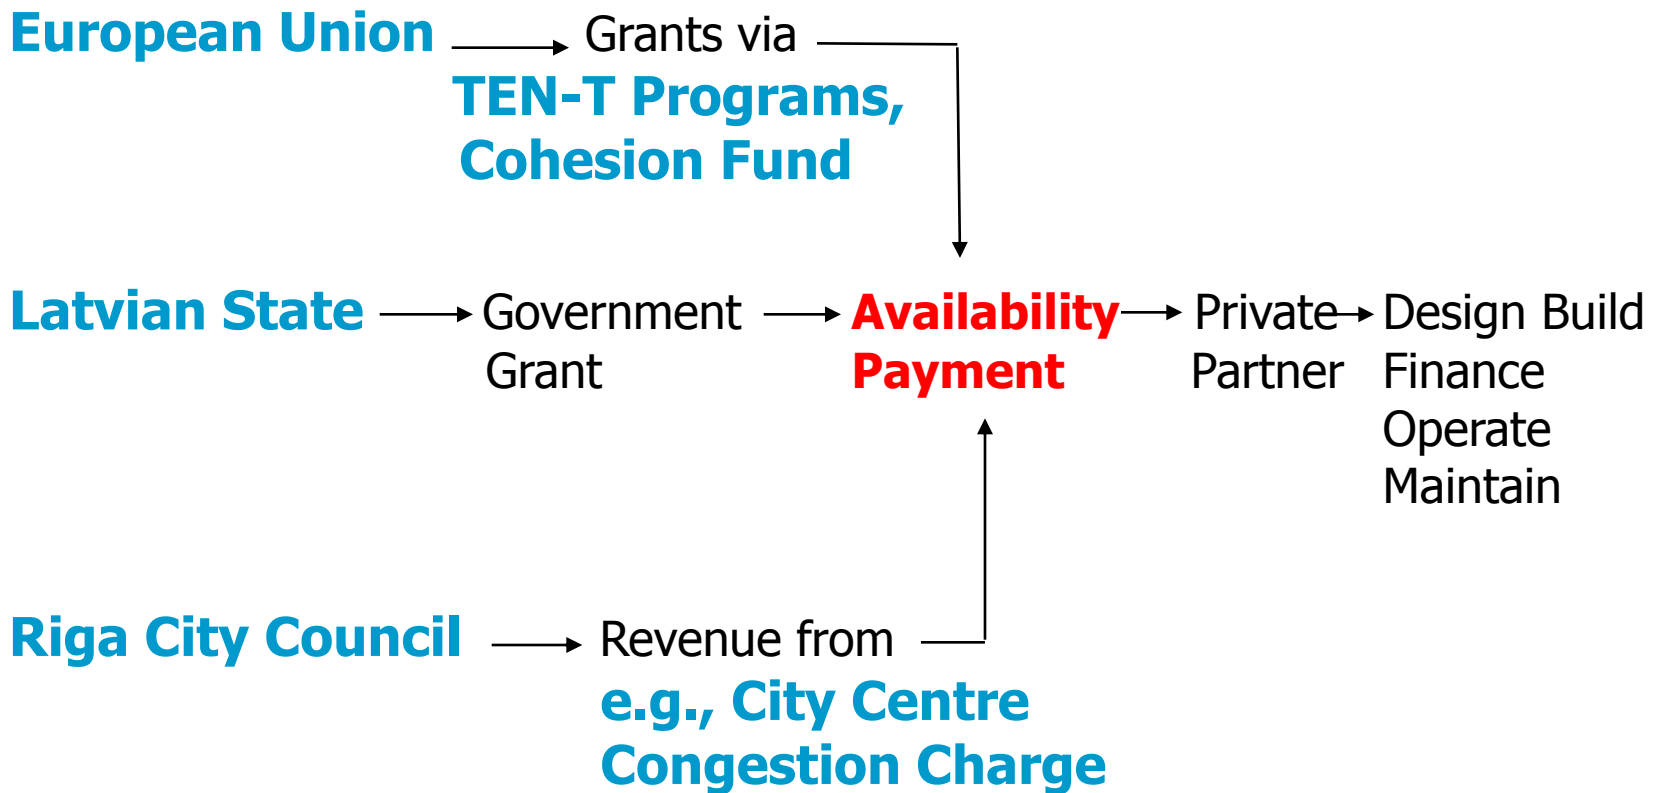 European Union
Grants via
TEN-T Programs,
Cohesion Fund
Latvian State
Government
Grant
Availability
Payment
Private
Partner
Design Build
Finance
Operate
Maintain
Riga City Council
Revenue from
e.g., City Centre
Congestion Charge